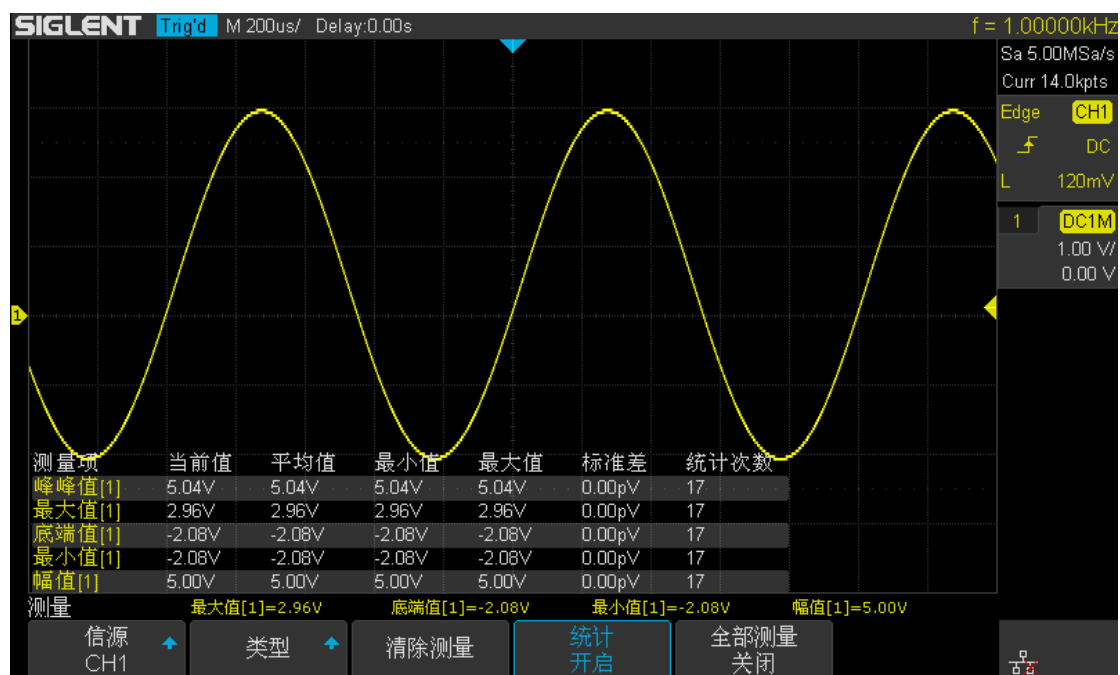 SIGLENT Trig'd M 200us/ Delay:0.00s f = 1.00000kHz
Sa 5.00MSa/s
Curr 14.0kpts
Edge CH1
DC
L 120mV
1 DC1M
1.00 V/
0.00 V
1
测量项 当前值 平均值 最小值 最大值 标准差 统计次数
峰峰值[1] 5.04V 5.04V 5.04V 5.04V 0.00pV 17
最大值[1] 2.96V 2.96V 2.96V 2.96V 0.00pV 17
底端值[1] -2.08V -2.08V -2.08V -2.08V 0.00pV 17
最小值[1] -2.08V -2.08V -2.08V -2.08V 0.00pV 17
幅值[1] 5.00V 5.00V 5.00V 5.00V 0.00pV 17
测量 最大值[1]=2.96V 底端值[1]=-2.08V 最小值[1]=-2.08V 幅值[1]=5.00V
信源 类型 清除测量 统计 全部测量
CH1 开启 关闭